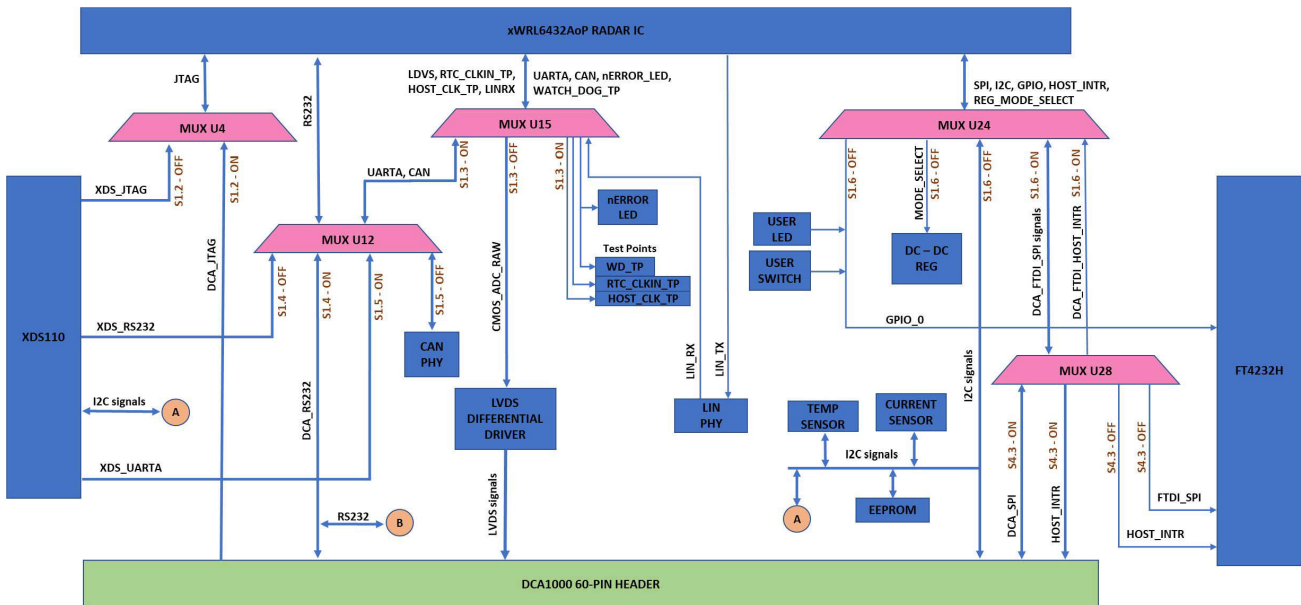 xWRL6432AoP RADAR IC
JTAG
RS232
LDVS, RTC_CLKIN_TP,
HOST_CLK_TP, LINRX
UARTA, CAN, nERROR_LED,
WATCH_DOG_TP
SPI, I2C, GPIO, HOST_INTR,
REG_MODE_SELECT
MUX U4
MUX U15
MUX U24
S1.2 - OFF
S1.2 - ON
S1.3 - ON
S1.3 - OFF
S1.3 - ON
S1.6 - OFF
MODE_SELECT
S1.6 - OFF
S1.6 - OFF
S1.6 - ON
S1.6 - ON
XDS_JTAG
UARTA, CAN
nERROR
LED
USER
LED
USER
SWITCH
DC – DC
REG
MUX U12
Test Points
WD_TP
RTC_CLKIN_TP
HOST_CLK_TP
DCA_JTAG
S1.4 - OFF
S1.4 - ON
S1.5 - ON
S1.5 - OFF
CMOS_ADC_RAW
LIN_RX
LIN_TX
DCA_FTDI_SPI signals
DCA_FTDI_HOST_INTR
GPIO_0
XDS110
XDS_RS232
CAN
PHY
I2C signals
MUX U28
FT4232H
I2C signals
A
DCA_RS232
LVDS
DIFFERENTIAL
DRIVER
LIN
PHY
TEMP
SENSOR
CURRENT
SENSOR
S4.3 - ON
S4.3 - ON
S4.3 - OFF
S4.3 - OFF
XDS_UARTA
I2C signals
RS232
B
LVDS signals
A
EEPROM
DCA_SPI
HOST_INTR
FTDI_SPI
HOST_INTR
DCA1000 60-PIN HEADER